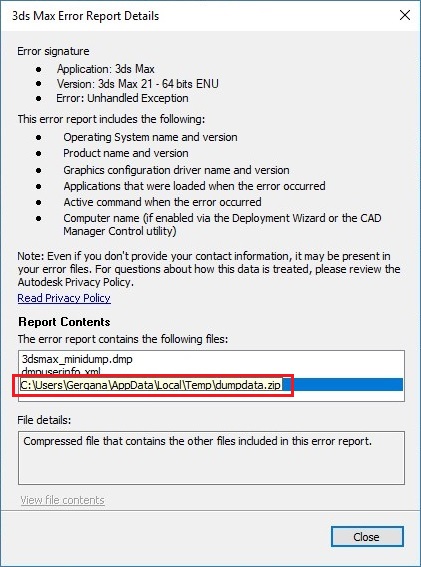 3ds Max Error Report Details
Error signature
Application: 3ds Max
Version: 3ds Max 21 - 64 bits ENU
Error: Unhandled Exception
This error report includes the following:
Operating System name and version
Product name and version
Graphics configuration driver name and version
Applications that were loaded when the error occurred
Active command when the error occurred
Computer name (if enabled via the Deployment Wizard or the CAD
Manager Control utility)
Note: Even if you don't provide your contact information, it may be present in
your error files. For questions about how this data is treated, please review the
Autodesk Privacy Policy.
Read Privacy Policy
Report Contents
The error report contains the following files:
3dsmax_minidump.dmp
dmpuserinfo.xml
C:\Users\Gergana\AppData\Local\Temp\dumpdata.zip
File details:
Compressed file that contains the other files included in this error report.
View file contents
Close